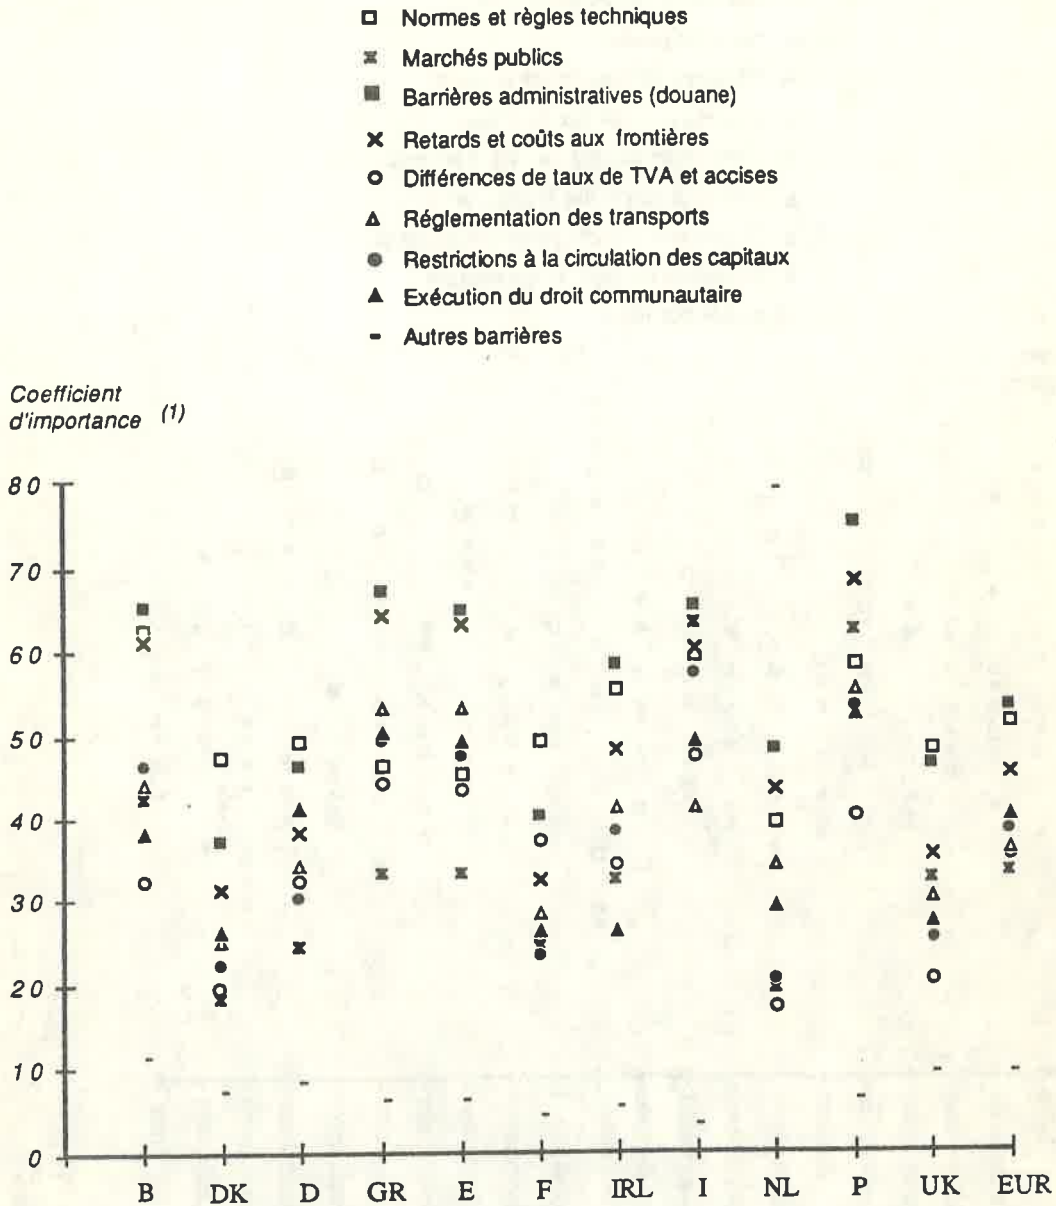 Normes et règles techniques
Marchés publics
Barrières administratives (douane)
Retards et coûts aux frontières
Différences de taux de TVA et accises
Réglementation des transports
Restrictions à la circulation des capitaux
Exécution du droit communautaire
Autres barrières
Coefficient
d'importance (1)
80
70
60
50
40
30
20
10
0
B DK D GR E F IRL I NL P UK EUR